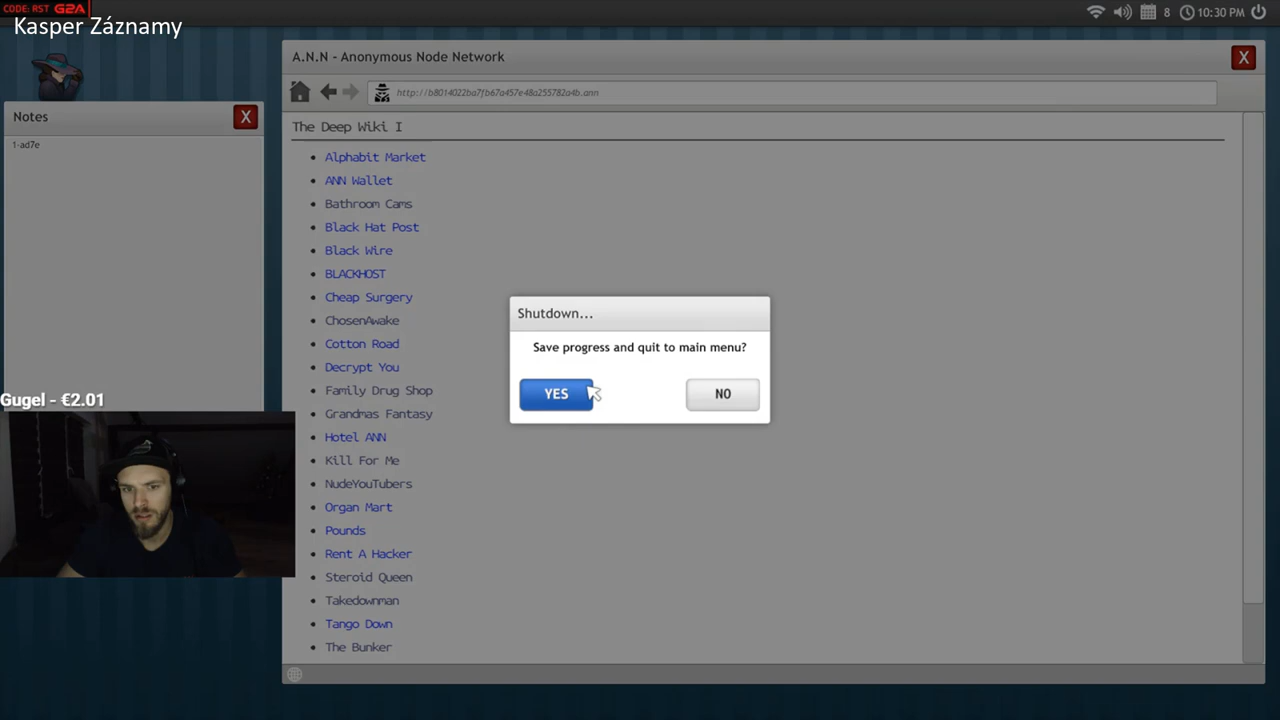 CODE: RST G2A
Kasper Záznamy
8 10:30 PM
A.N.N - Anonymous Node Network
X
http://b8014022ba7fb67a457e48a255782a4b.ann
Notes
X
1-ad7e
The Deep Wiki I
Alphabit Market
ANN Wallet
Bathroom Cams
Black Hat Post
Black Wire
BLACKHOST
Cheap Surgery
ChosenAwake
Cotton Road
Decrypt You
Family Drug Shop
Grandmas Fantasy
Hotel ANN
Kill For Me
NudeYouTubers
Organ Mart
Pounds
Rent A Hacker
Steroid Queen
Takedownman
Tango Down
The Bunker
Shutdown...
Save progress and quit to main menu?
YES
NO
Gugel - €2.01